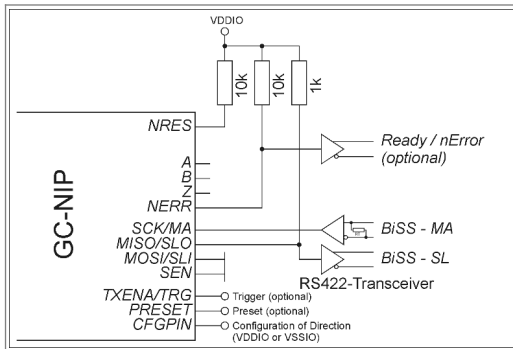 VDDIO
10k
10k
1k
NRES
Ready / nError
(optional)
A
B
Z
NERR
GC-NIP
SCK/MA
BiSS - MA
MISO/SLO
MOSI/SLI
BiSS - SL
SEN
RS422-Transceiver
TXENA/TRG
Trigger (optional)
PRESET
Preset (optional)
CFGPIN
Configuration of Direction
(VDDIO or VSSIO)